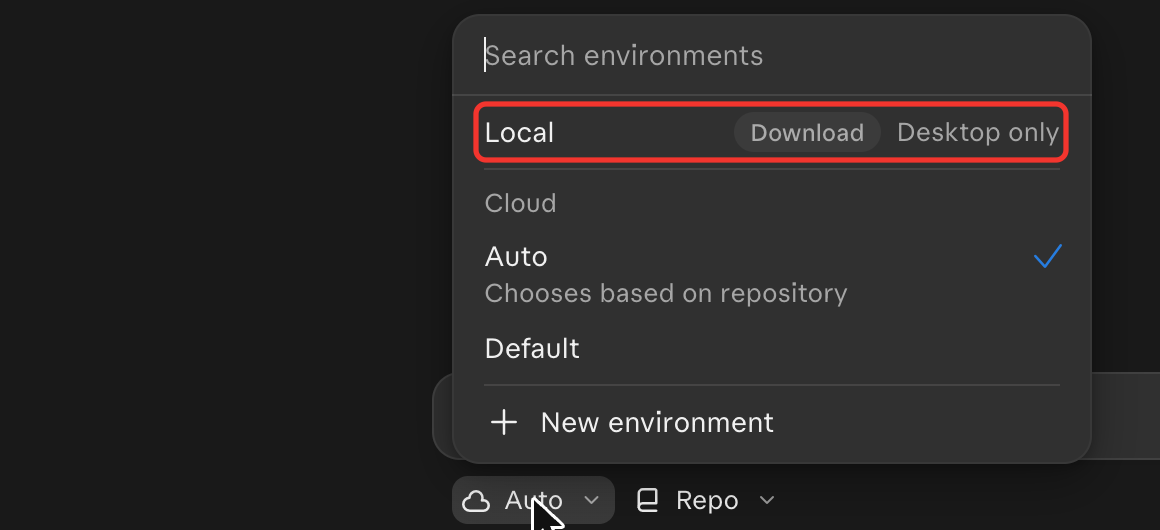 Search environments
Local Download Desktop only
Cloud
Auto
Chooses based on repository
Default
New environment
Auto Repo